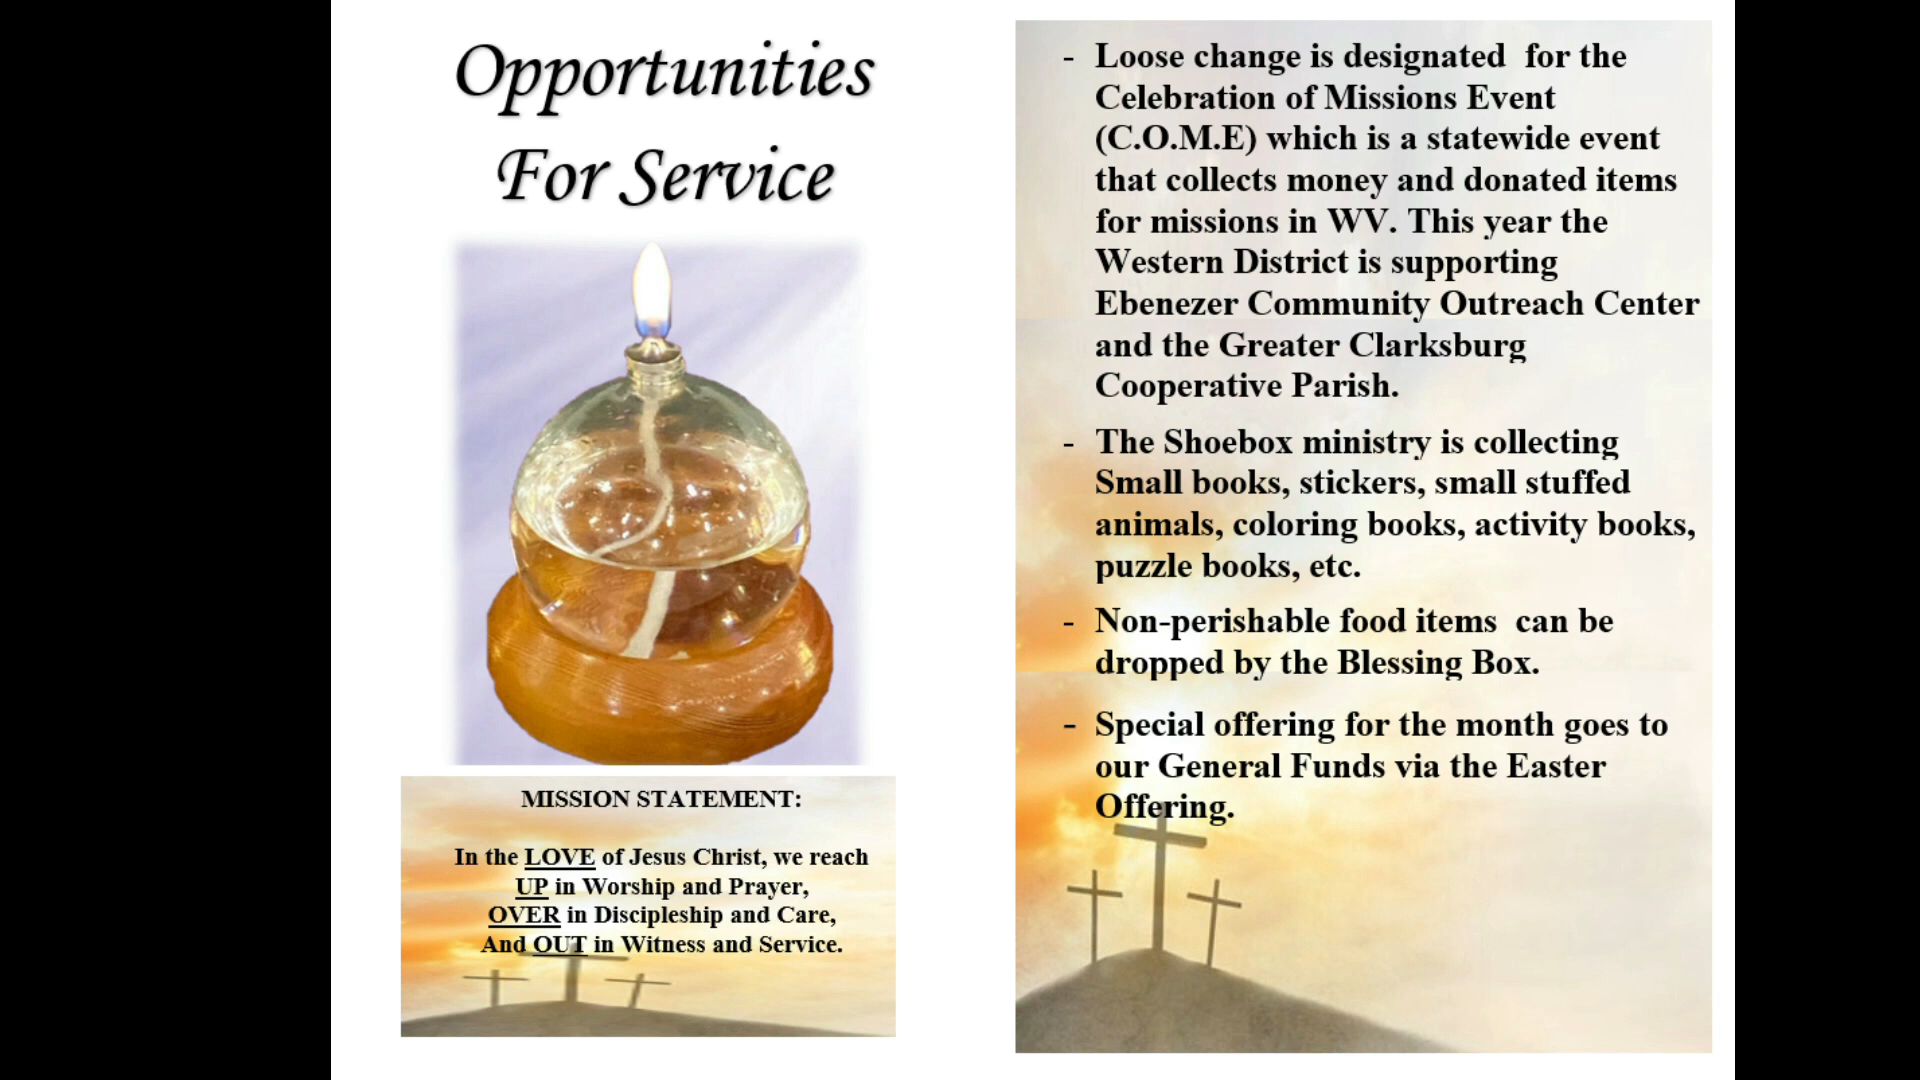 Opportunities
For Service
MISSION STATEMENT:
In the LOVE of Jesus Christ, we reach
UP in Worship and Prayer,
OVER in Discipleship and Care,
And OUT in Witness and Service.
- Loose change is designated  for the
Celebration of Missions Event
(C.O.M.E) which is a statewide event
that collects money and donated items
for missions in WV. This year the
Western District is supporting
Ebenezer Community Outreach Center
and the Greater Clarksburg
Cooperative Parish.
- The Shoebox ministry is collecting
Small books, stickers, small stuffed
animals, coloring books, activity books,
puzzle books, etc.
- Non-perishable food items  can be
dropped by the Blessing Box.
- Special offering for the month goes to
our General Funds via the Easter
Offering.